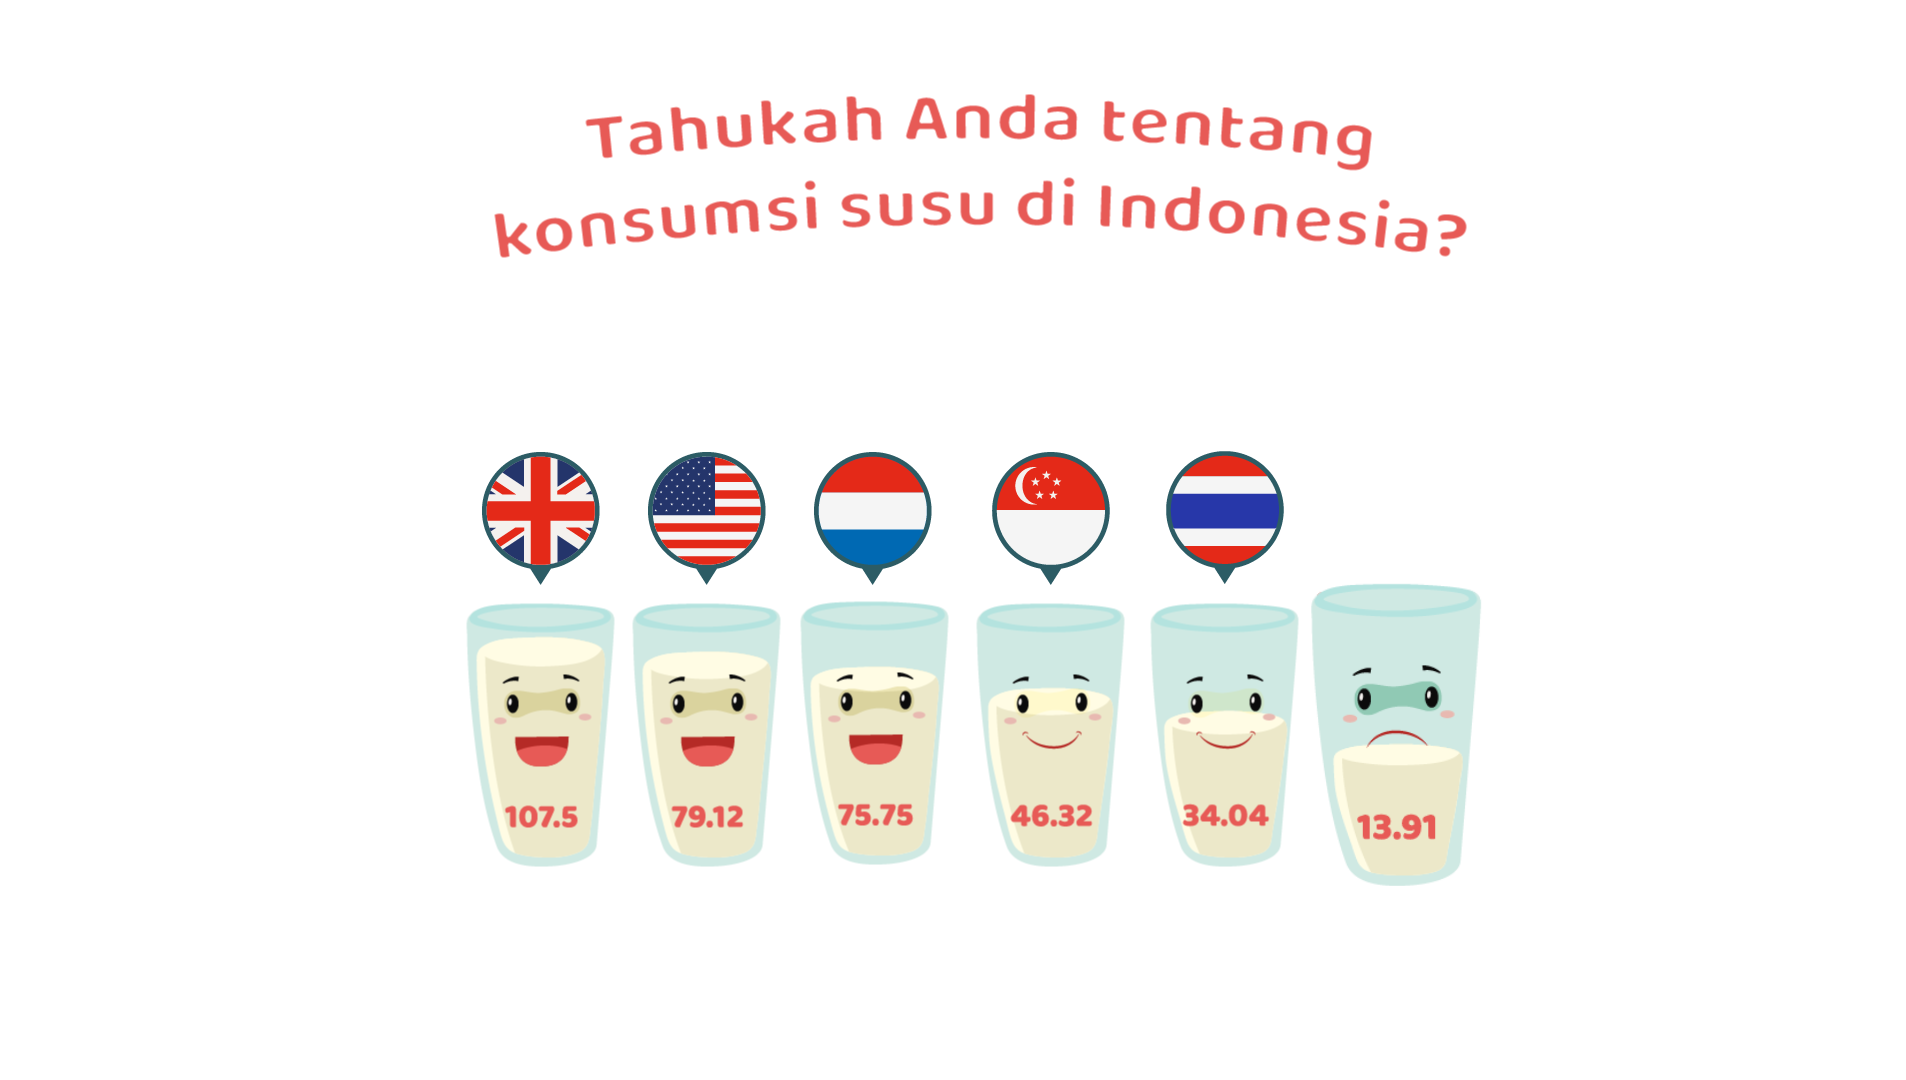 Tahukah Anda tentang
konsumsi susu di Indonesia?
107.5 79.12 75.75 46.32 34.04 13.91